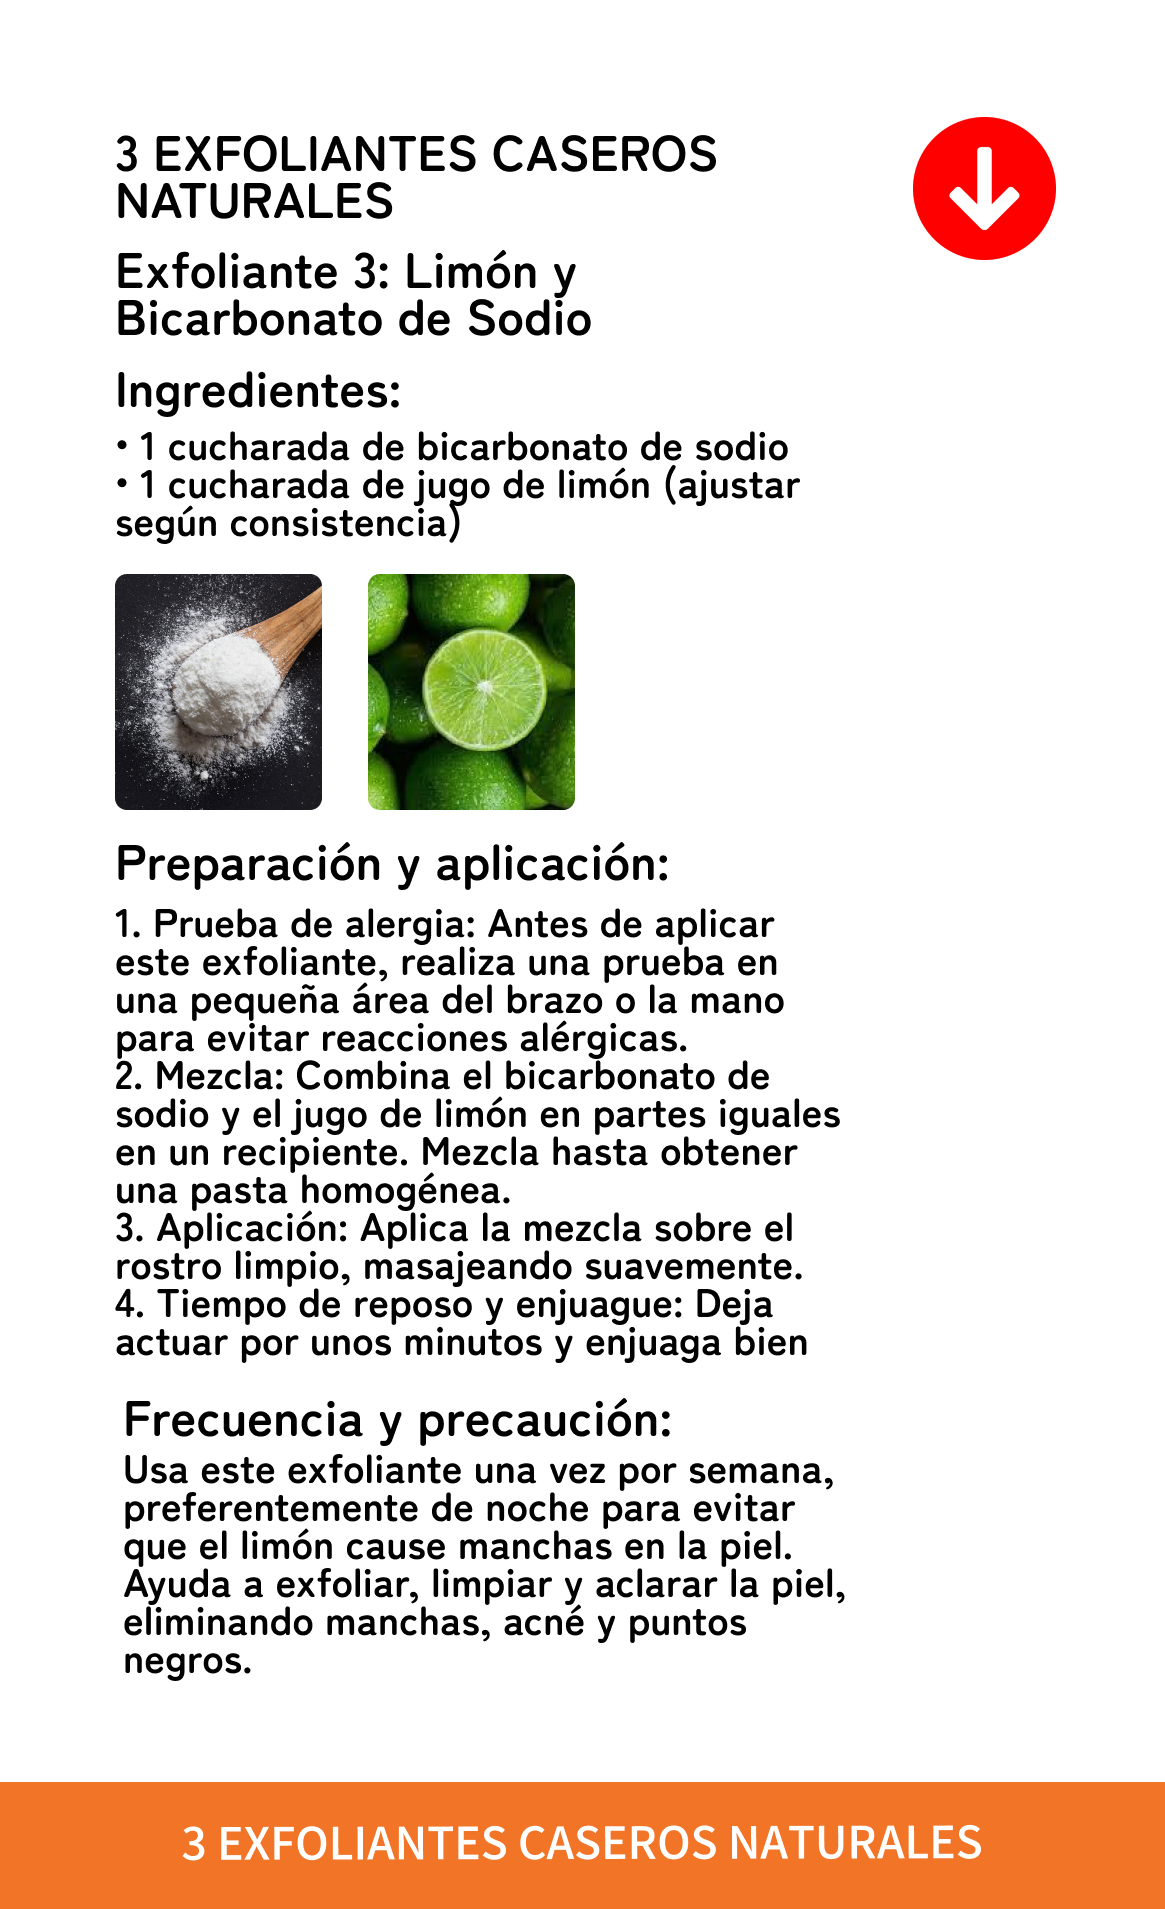 3 EXFOLIANTES CASEROS
NATURALES
Exfoliante 3: Limón y
Bicarbonato de Sodio
Ingredientes:
• 1 cucharada de bicarbonato de sodio
• 1 cucharada de jugo de limón (ajustar
según consistencia)
Preparación y aplicación:
1. Prueba de alergia: Antes de aplicar
este exfoliante, realiza una prueba en
una pequeña área del brazo o la mano
para evitar reacciones alérgicas.
2. Mezcla: Combina el bicarbonato de
sodio y el jugo de limón en partes iguales
en un recipiente. Mezcla hasta obtener
una pasta homogénea.
3. Aplicación: Aplica la mezcla sobre el
rostro limpio, masajeando suavemente.
4. Tiempo de reposo y enjuague: Deja
actuar por unos minutos y enjuaga bien
Frecuencia y precaución:
Usa este exfoliante una vez por semana,
preferentemente de noche para evitar
que el limón cause manchas en la piel.
Ayuda a exfoliar, limpiar y aclarar la piel,
eliminando manchas, acné y puntos
negros.
3 EXFOLIANTES CASEROS NATURALES